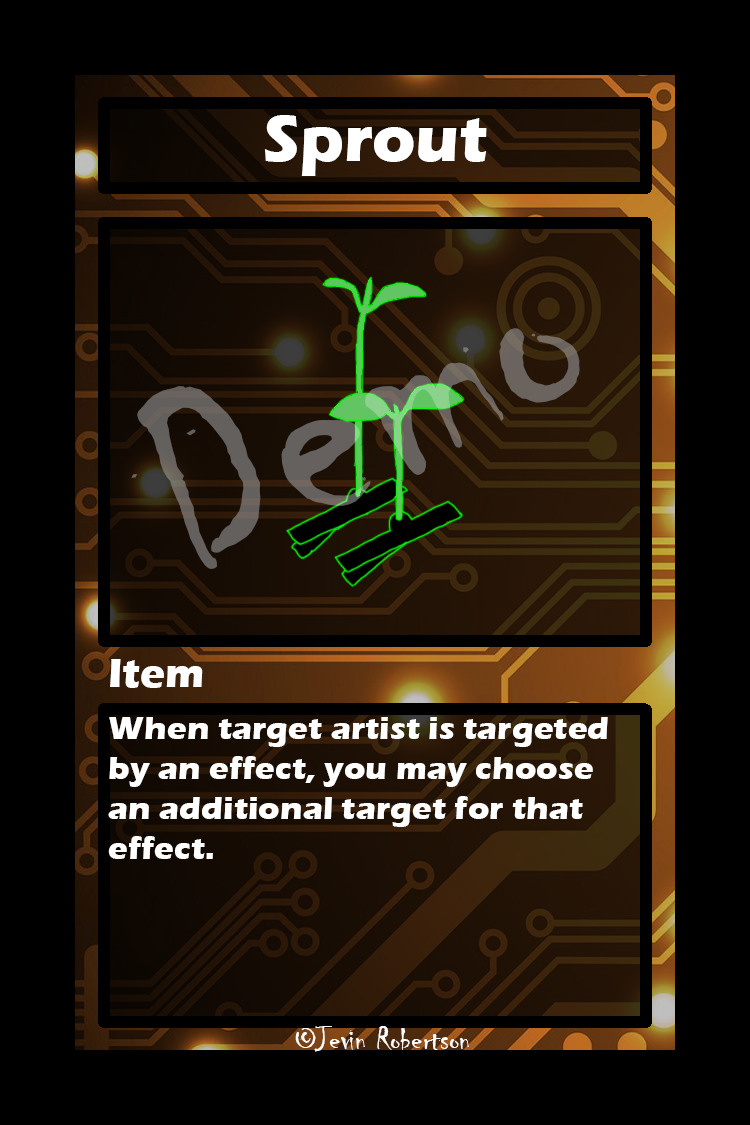 Sprout
Demo
Item
When target artist is targeted
by an effect, you may choose
an additional target for that
effect.
©Jevin Robertson